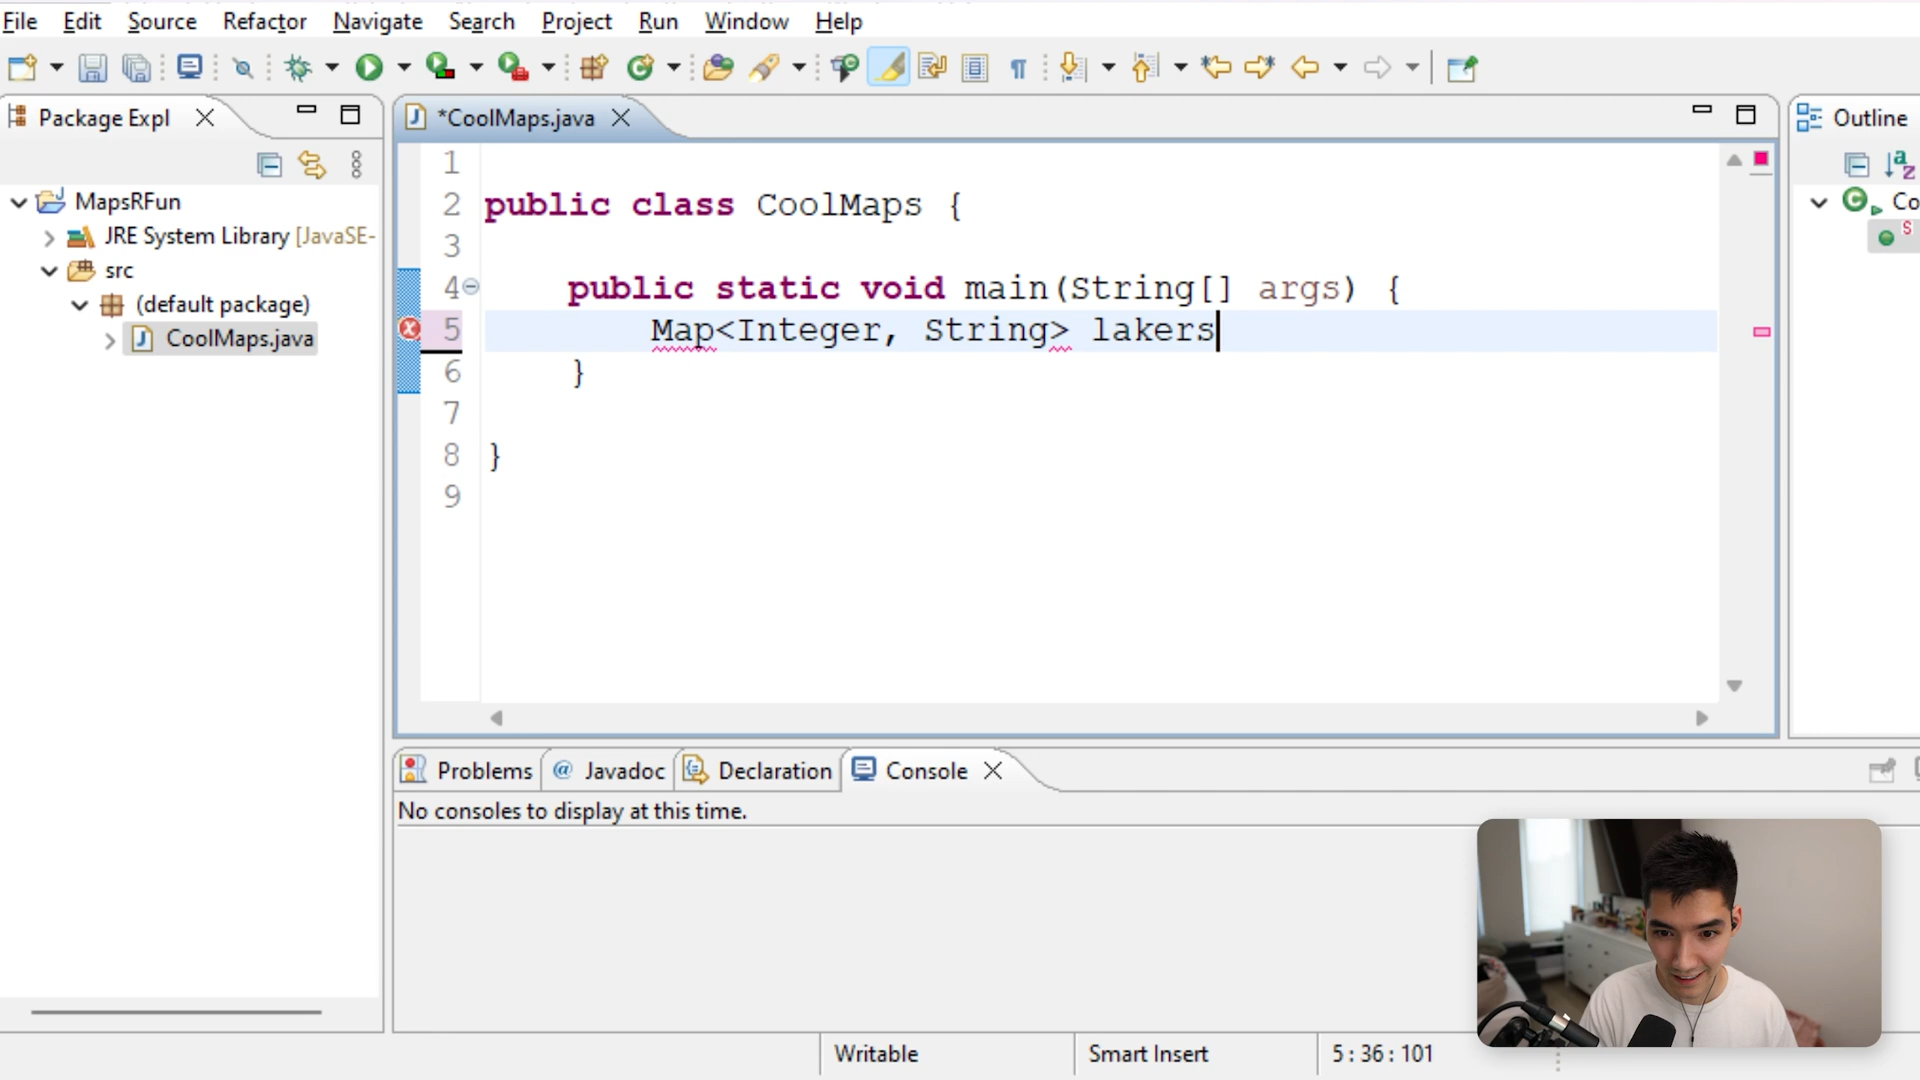 File Edit Source Refactor Navigate Search Project Run Window Help
Package Expl
*CoolMaps.java
Outline
MapsRFun
JRE System Library [JavaSE-
src
(default package)
CoolMaps.java
1
2 public class CoolMaps {
3
4 public static void main(String[] args) {
5 Map<Integer, String> lakers
6 }
7
8 }
9
Co
S
Problems @ Javadoc Declaration Console
No consoles to display at this time.
Writable Smart Insert 5 : 36 : 101